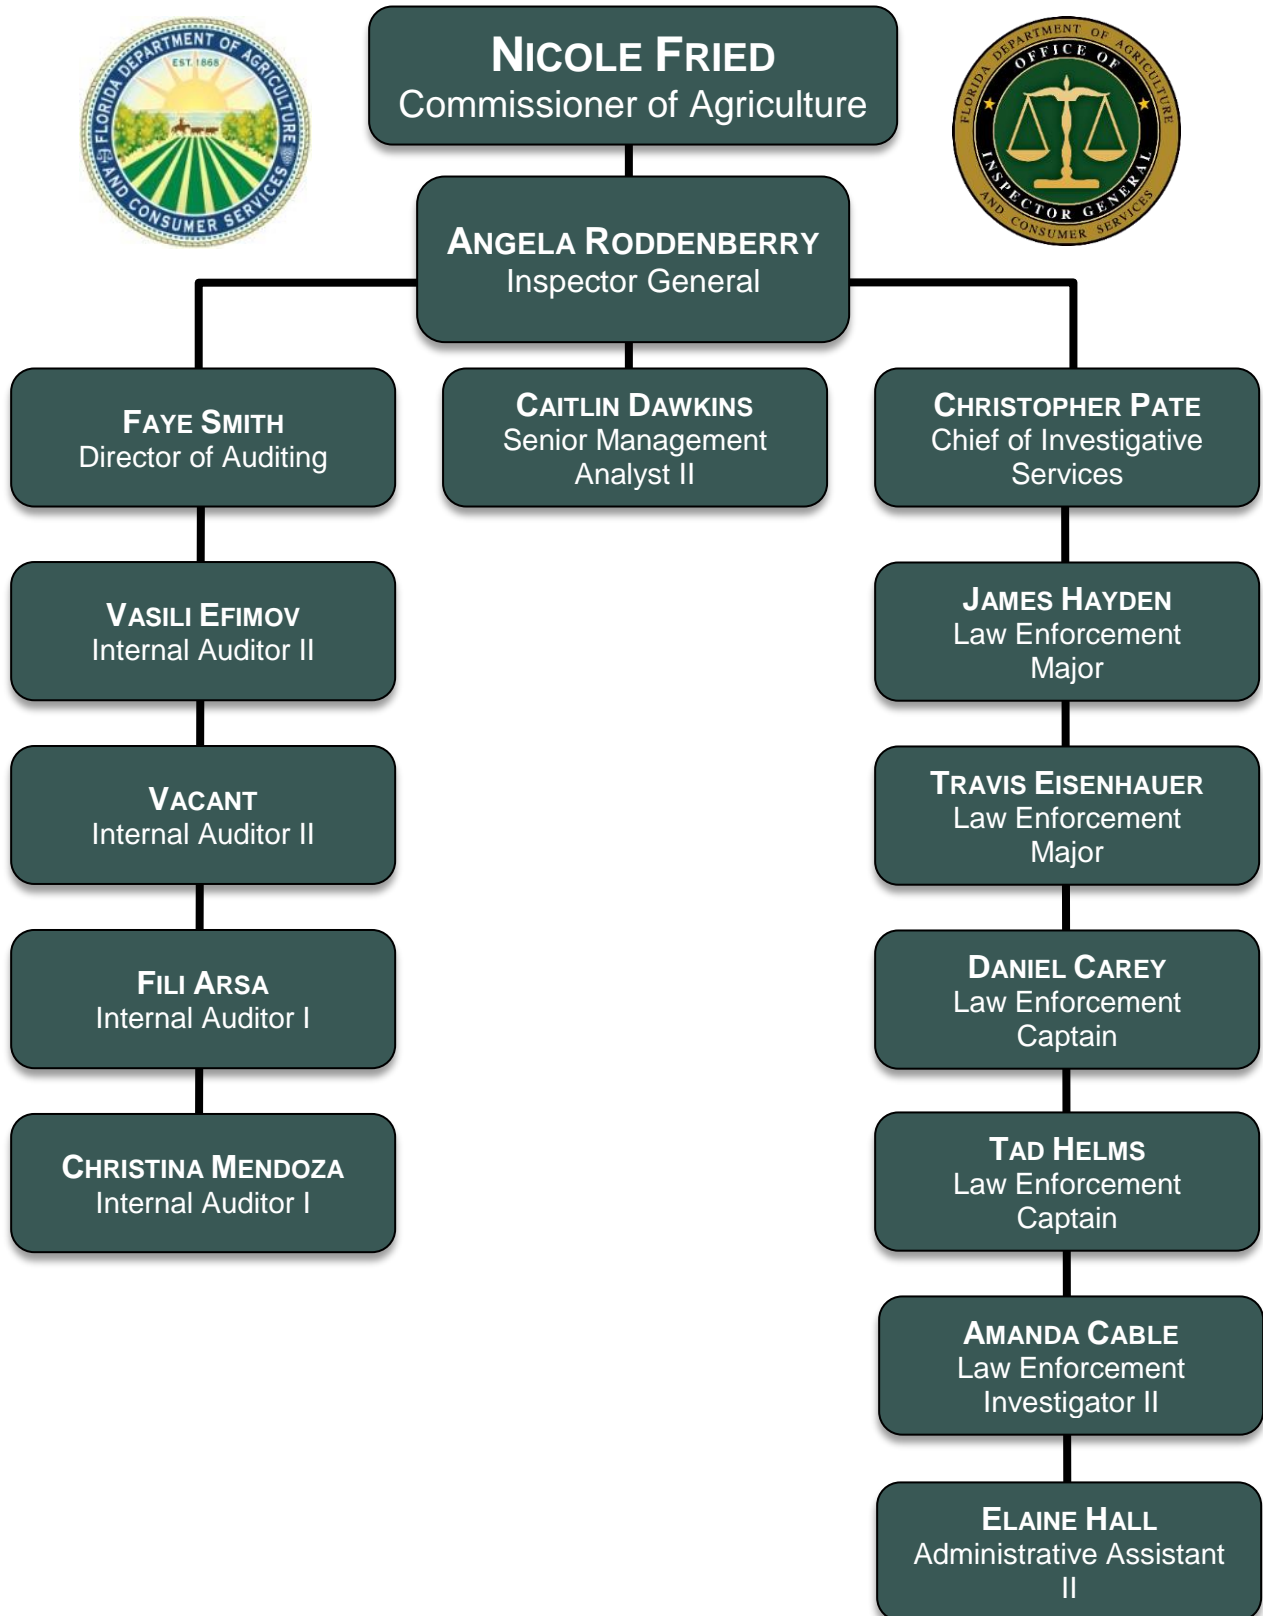 FLORIDA DEPARTMENT OF AGRICULTURE
AND CONSUMER SERVICES
EST. 1868
NICOLE FRIED
Commissioner of Agriculture
FLORIDA DEPARTMENT OF AGRICULTURE
AND CONSUMER SERVICES
OFFICE OF
INSPECTOR GENERAL
ANGELA RODDENBERRY
Inspector General
FAYE SMITH
Director of Auditing
CAITLIN DAWKINS
Senior Management
Analyst II
CHRISTOPHER PATE
Chief of Investigative
Services
VASILI EFIMOV
Internal Auditor II
VACANT
Internal Auditor II
FILI ARSA
Internal Auditor I
CHRISTINA MENDOZA
Internal Auditor I
JAMES HAYDEN
Law Enforcement
Major
TRAVIS EISENHAUER
Law Enforcement
Major
DANIEL CAREY
Law Enforcement
Captain
TAD HELMS
Law Enforcement
Captain
AMANDA CABLE
Law Enforcement
Investigator II
ELAINE HALL
Administrative Assistant
II